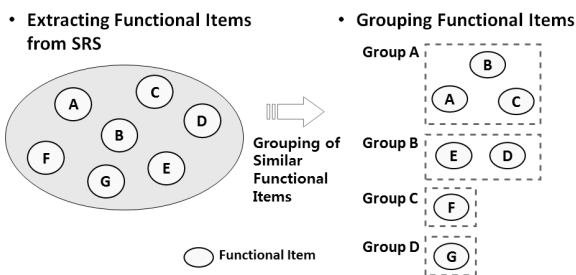 • Extracting Functional Items
from SRS
A
C
D
B
F
G
E
Grouping of
Similar
Functional
Items
Functional Item
• Grouping Functional Items
Group A
B
A
C
Group B
E
D
Group C
F
Group D
G